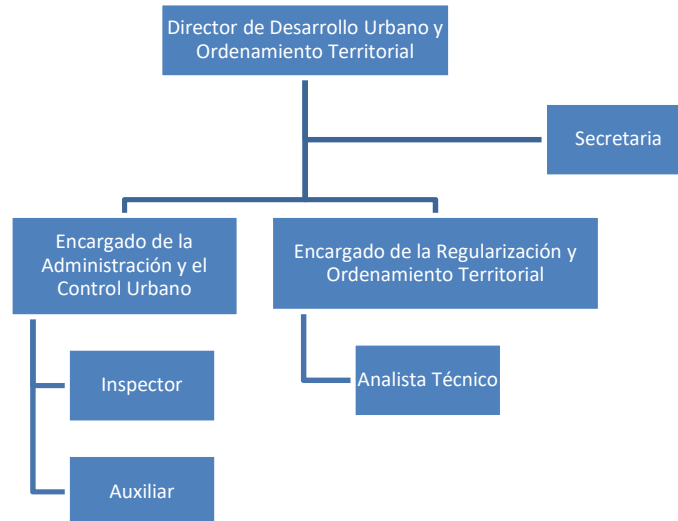 Director de Desarrollo Urbano y
Ordenamiento Territorial
Secretaria
Encargado de la
Administración y el
Control Urbano
Encargado de la Regularización y
Ordenamiento Territorial
Inspector
Analista Técnico
Auxiliar